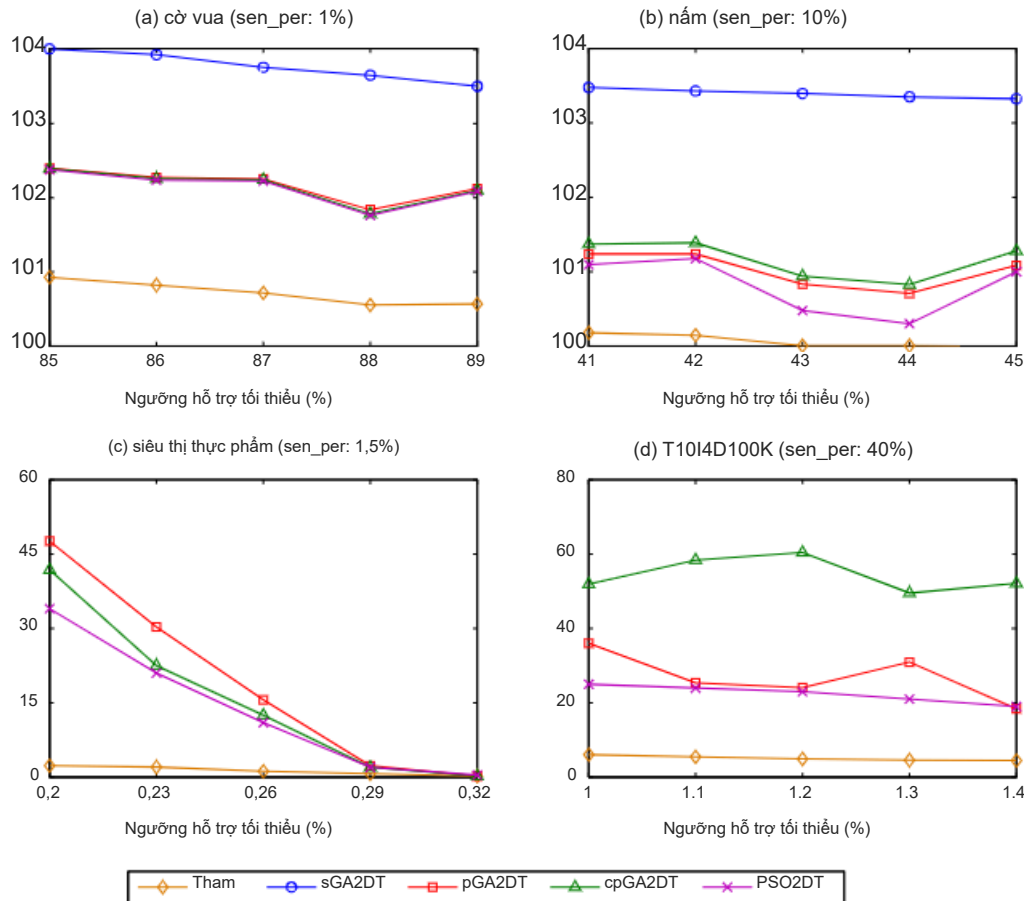 (a) cờ vua (sen_per: 1%)
104
103
102
101
100
85 86 87 88 89
Ngưỡng hỗ trợ tối thiểu (%)
(b) nấm (sen_per: 10%)
104
103
102
101
100
41 42 43 44 45
Ngưỡng hỗ trợ tối thiểu (%)
(c) siêu thị thực phẩm (sen_per: 1,5%)
60
45
30
15
0
0,2 0,23 0,26 0,29 0,32
Ngưỡng hỗ trợ tối thiểu (%)
(d) T10I4D100K (sen_per: 40%)
80
60
40
20
0
1 1.1 1.2 1.3 1.4
Ngưỡng hỗ trợ tối thiểu (%)
Tham sGA2DT pGA2DT cpGA2DT PSO2DT